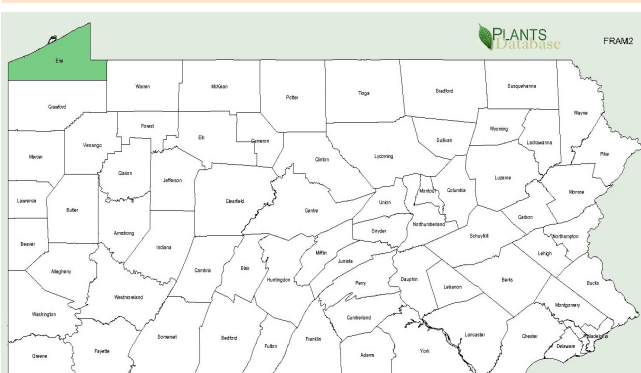 PLANTS
Database
FRAM2
Erie
Warren
McKean
Potter
Tioga
Bradford
Susquehanna
Wayne
Crawford
Forest
Elk
Cameron
Sullivan
Wyoming
Lackawanna
Pike
Venango
Mercer
Clarion
Jefferson
Clinton
Lycoming
Luzerne
Monroe
Lawrence
Butler
Clearfield
Centre
Union
Montour
Columbia
Carbon
Armstrong
Snyder
Northumberland
Schuylkill
Northampton
Beaver
Indiana
Mifflin
Juniata
Lehigh
Allegheny
Cambria
Blair
Huntingdon
Perry
Dauphin
Lebanon
Berks
Bucks
Westmoreland
Washington
Cumberland
Montgomery
Somerset
Bedford
Fulton
Franklin
Adams
York
Lancaster
Chester
Delaware
Philadelphia
Greene
Fayette